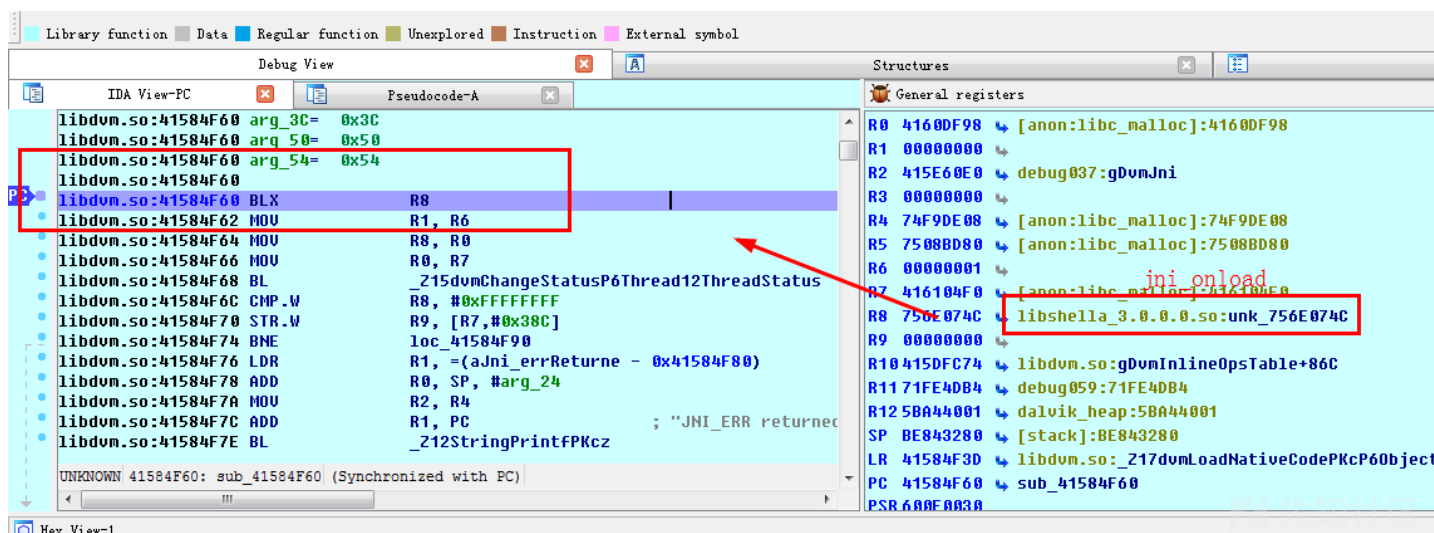 Library function Data Regular function Unexplored Instruction External symbol
Debug View
Structures
IDA View-PC
Pseudocode-A
General registers
libdvm.so:41584F60 arg_3C= 0x3C
libdvm.so:41584F60 arg_50= 0x50
libdvm.so:41584F60 arg_54= 0x54
libdvm.so:41584F60
libdvm.so:41584F60 BLX R8
libdvm.so:41584F62 MOV R1, R6
libdvm.so:41584F64 MOV R8, R0
libdvm.so:41584F66 MOV R0, R7
libdvm.so:41584F68 BL _Z15dvmChangeStatusP6Thread12ThreadStatus
libdvm.so:41584F6C CMP.W R8, #0xFFFFFFFF
libdvm.so:41584F70 STR.W R9, [R7,#0x38C]
libdvm.so:41584F74 BNE loc_41584F90
libdvm.so:41584F76 LDR R1, =(aJni_errReturne - 0x41584F80)
libdvm.so:41584F78 ADD R0, SP, #arg_24
libdvm.so:41584F7A MOV R2, R4
libdvm.so:41584F7C ADD R1, PC ; "JNI_ERR returned
libdvm.so:41584F7E BL _Z12StringPrintfPKcz
UNKNOWN 41584F60: sub_41584F60 (Synchronized with PC)
R0 4160DF98 [anon:libc_malloc]:4160DF98
R1 00000000
R2 415E60E0 debug037:gDvmJni
R3 00000000
R4 74F9DE08 [anon:libc_malloc]:74F9DE08
R5 7508BD80 [anon:libc_malloc]:7508BD80
R6 00000001
jni_onload
R7 416104F0 [anon:libc_malloc]:416104F0
R8 756E074C libshella_3.0.0.0.so:unk_756E074C
R9 00000000
R10 415DFC74 libdvm.so:gDvmInlineOpsTable+86C
R11 71FE4DB4 debug059:71FE4DB4
R12 5BA44001 dalvik_heap:5BA44001
SP BE843280 [stack]:BE843280
LR 41584F3D libdvm.so:_Z17dvmLoadNativeCodePKcP6Object
PC 41584F60 sub_41584F60
PSR 600F0030
Hex View-1